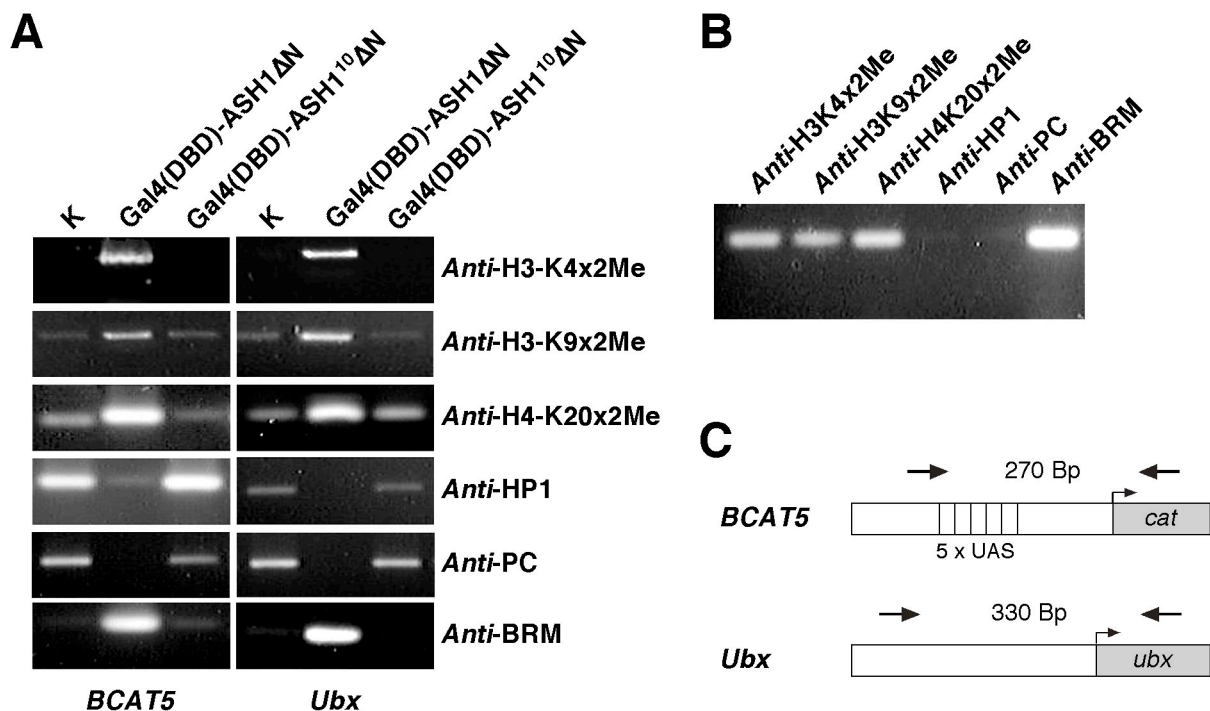 A
K
Gal4(DBD)-ASH1ΔN
Gal4(DBD)-ASH1¹⁰ΔN
K
Gal4(DBD)-ASH1ΔN
Gal4(DBD)-ASH1¹⁰ΔN
Anti-H3-K4x2Me
Anti-H3-K9x2Me
Anti-H4-K20x2Me
Anti-HP1
Anti-PC
Anti-BRM
BCAT5
Ubx
B
Anti-H3K4x2Me
Anti-H3K9x2Me
Anti-H4K20x2Me
Anti-HP1
Anti-PC
Anti-BRM
C
270 Bp
BCAT5
cat
5 x UAS
330 Bp
Ubx
ubx